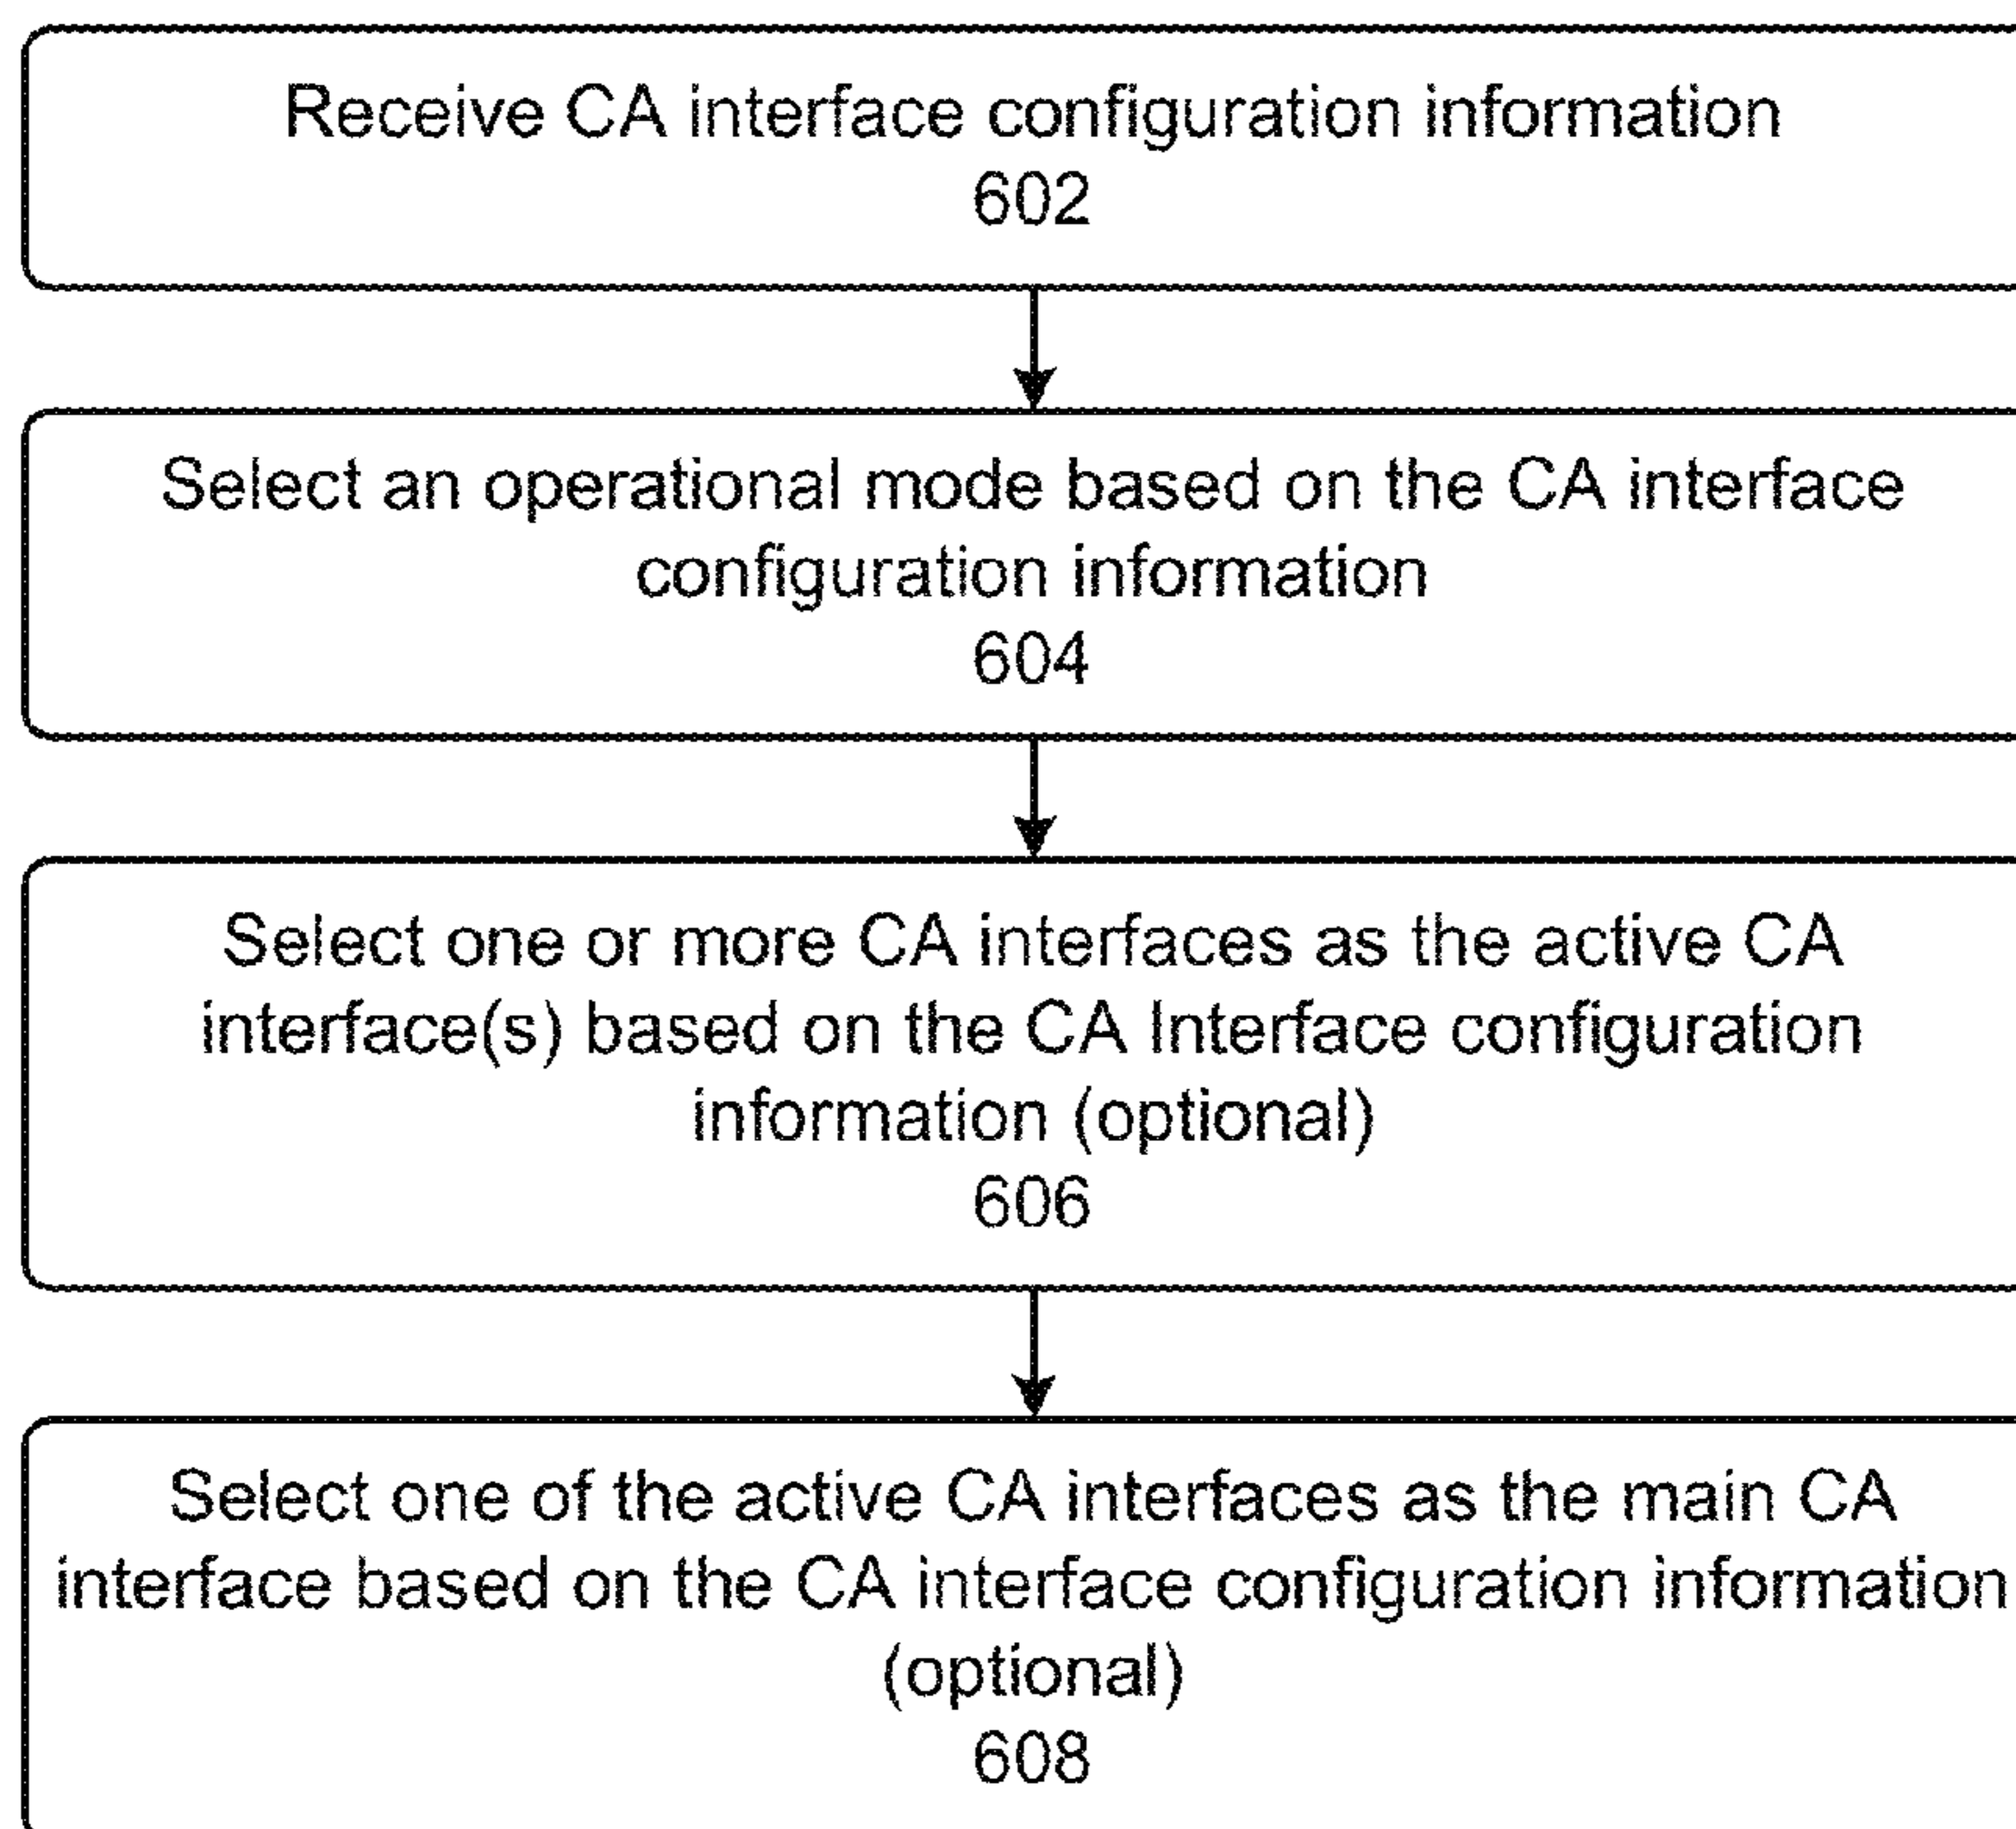 Receive CA interface configuration information
602
Select an operational mode based on the CA interface
configuration information
604
Select one or more CA interfaces as the active CA
interface(s) based on the CA Interface configuration
information (optional)
606
Select one of the active CA interfaces as the main CA
interface based on the CA interface configuration information
(optional)
608